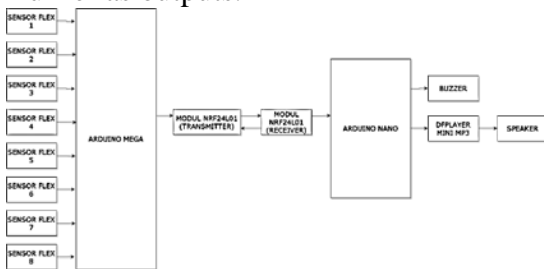 SENSOR FLEX
1
SENSOR FLEX
2
SENSOR FLEX
3
SENSOR FLEX
4
SENSOR FLEX
5
SENSOR FLEX
6
SENSOR FLEX
7
SENSOR FLEX
8
ARDUINO MEGA
MODUL NRF24L01
(TRANSMITTER)
MODUL
NRF24L01
(RECEIVER)
ARDUINO NANO
BUZZER
DFPLAYER
MINI MP3
SPEAKER